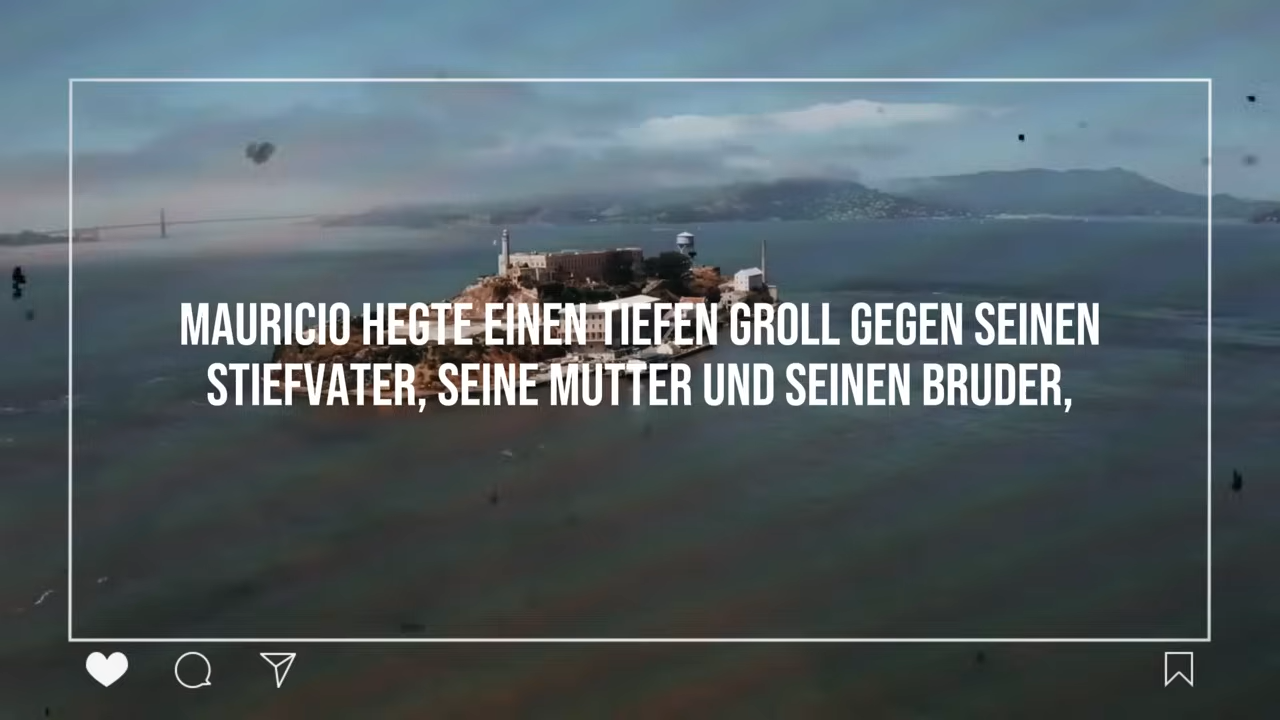 MAURICIO HEGTE EINEN TIEFEN GROLL GEGEN SEINEN
STIEFVATER, SEINE MUTTER UND SEINEN BRUDER,